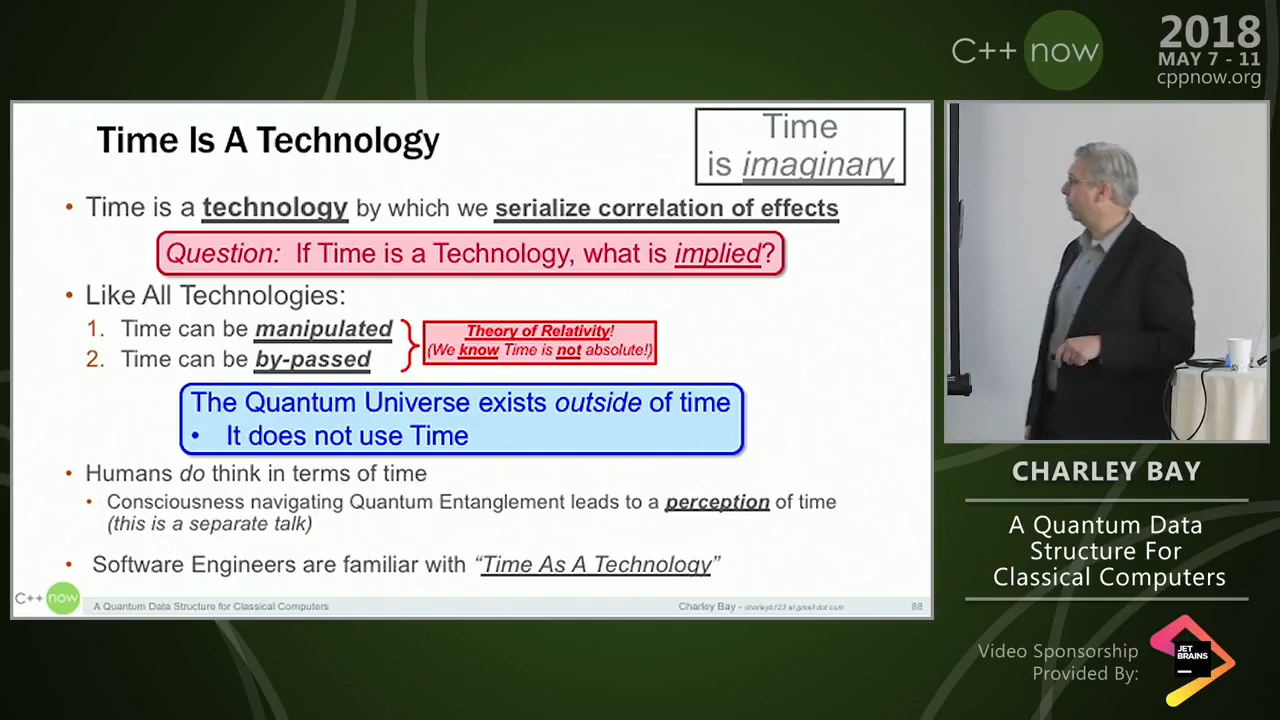 C++ now
2018
MAY 7 - 11
cppnow.org
Time Is A Technology
Time
is imaginary
• Time is a technology by which we serialize correlation of effects
Question: If Time is a Technology, what is implied?
• Like All Technologies:
1. Time can be manipulated
2. Time can be by-passed
Theory of Relativity!
(We know Time is not absolute!)
The Quantum Universe exists outside of time
• It does not use Time
• Humans do think in terms of time
• Consciousness navigating Quantum Entanglement leads to a perception of time
(this is a separate talk)
• Software Engineers are familiar with “Time As A Technology”
C++ now
A Quantum Data Structure for Classical Computers
Charley Bay - charleyb123 at gmail dot com
88
CHARLEY BAY
A Quantum Data
Structure For
Classical Computers
Video Sponsorship
Provided By:
JET
BRAINS